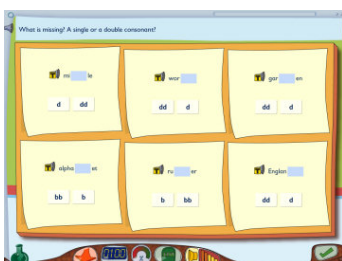 What is missing? A single or a double consonant?
mi le
d dd
wor
dd d
gar en
dd d
alpha et
bb b
ru er
b bb
Englan
dd d